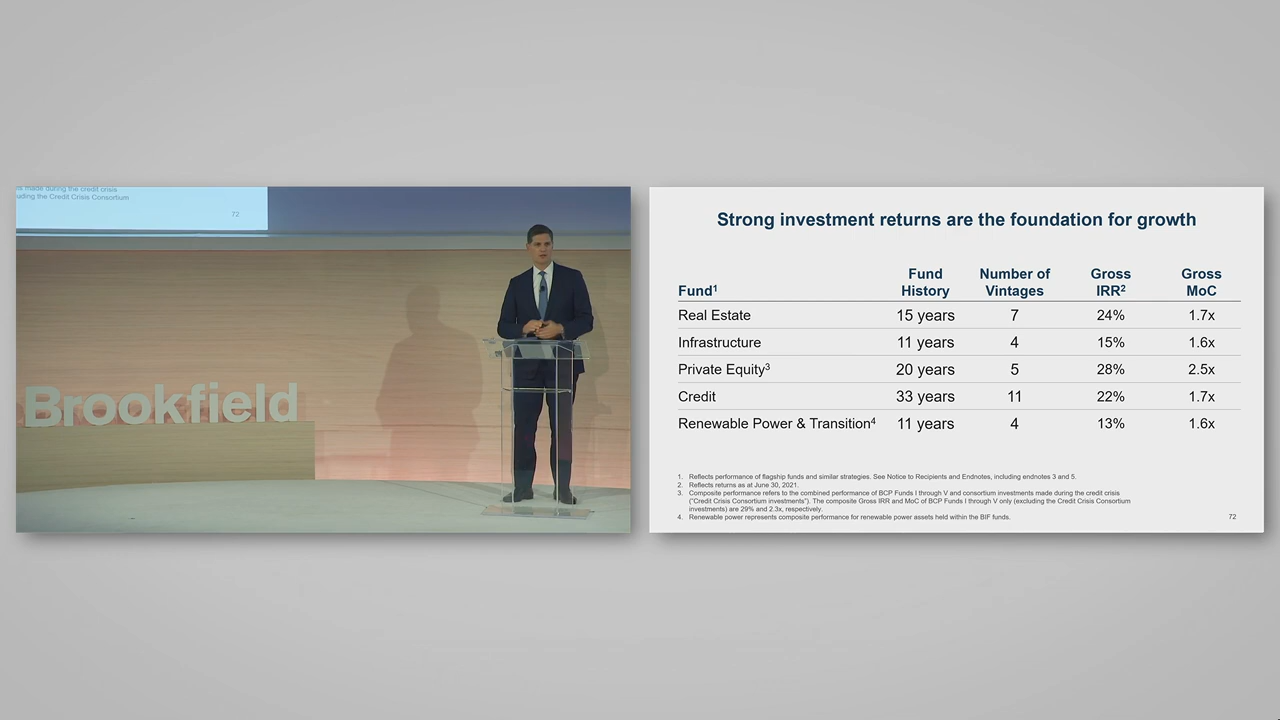 is made during the credit crisis
uding the Credit Crisis Consortium
72
Brookfield
Strong investment returns are the foundation for growth
Fund¹ Fund History Number of Vintages Gross IRR² Gross MoC
Real Estate 15 years 7 24% 1.7x
Infrastructure 11 years 4 15% 1.6x
Private Equity³ 20 years 5 28% 2.5x
Credit 33 years 11 22% 1.7x
Renewable Power & Transition⁴ 11 years 4 13% 1.6x
1. Reflects performance of flagship funds and similar strategies. See Notice to Recipients and Endnotes, including endnotes 3 and 5.
2. Reflects returns as at June 30, 2021.
3. Composite performance refers to the combined performance of BCP Funds I through V and consortium investments made during the credit crisis
("Credit Crisis Consortium investments"). The composite Gross IRR and MoC of BCP Funds I through V only (excluding the Credit Crisis Consortium
investments) are 29% and 2.3x, respectively.
4. Renewable power represents composite performance for renewable power assets held within the BIF funds.
72